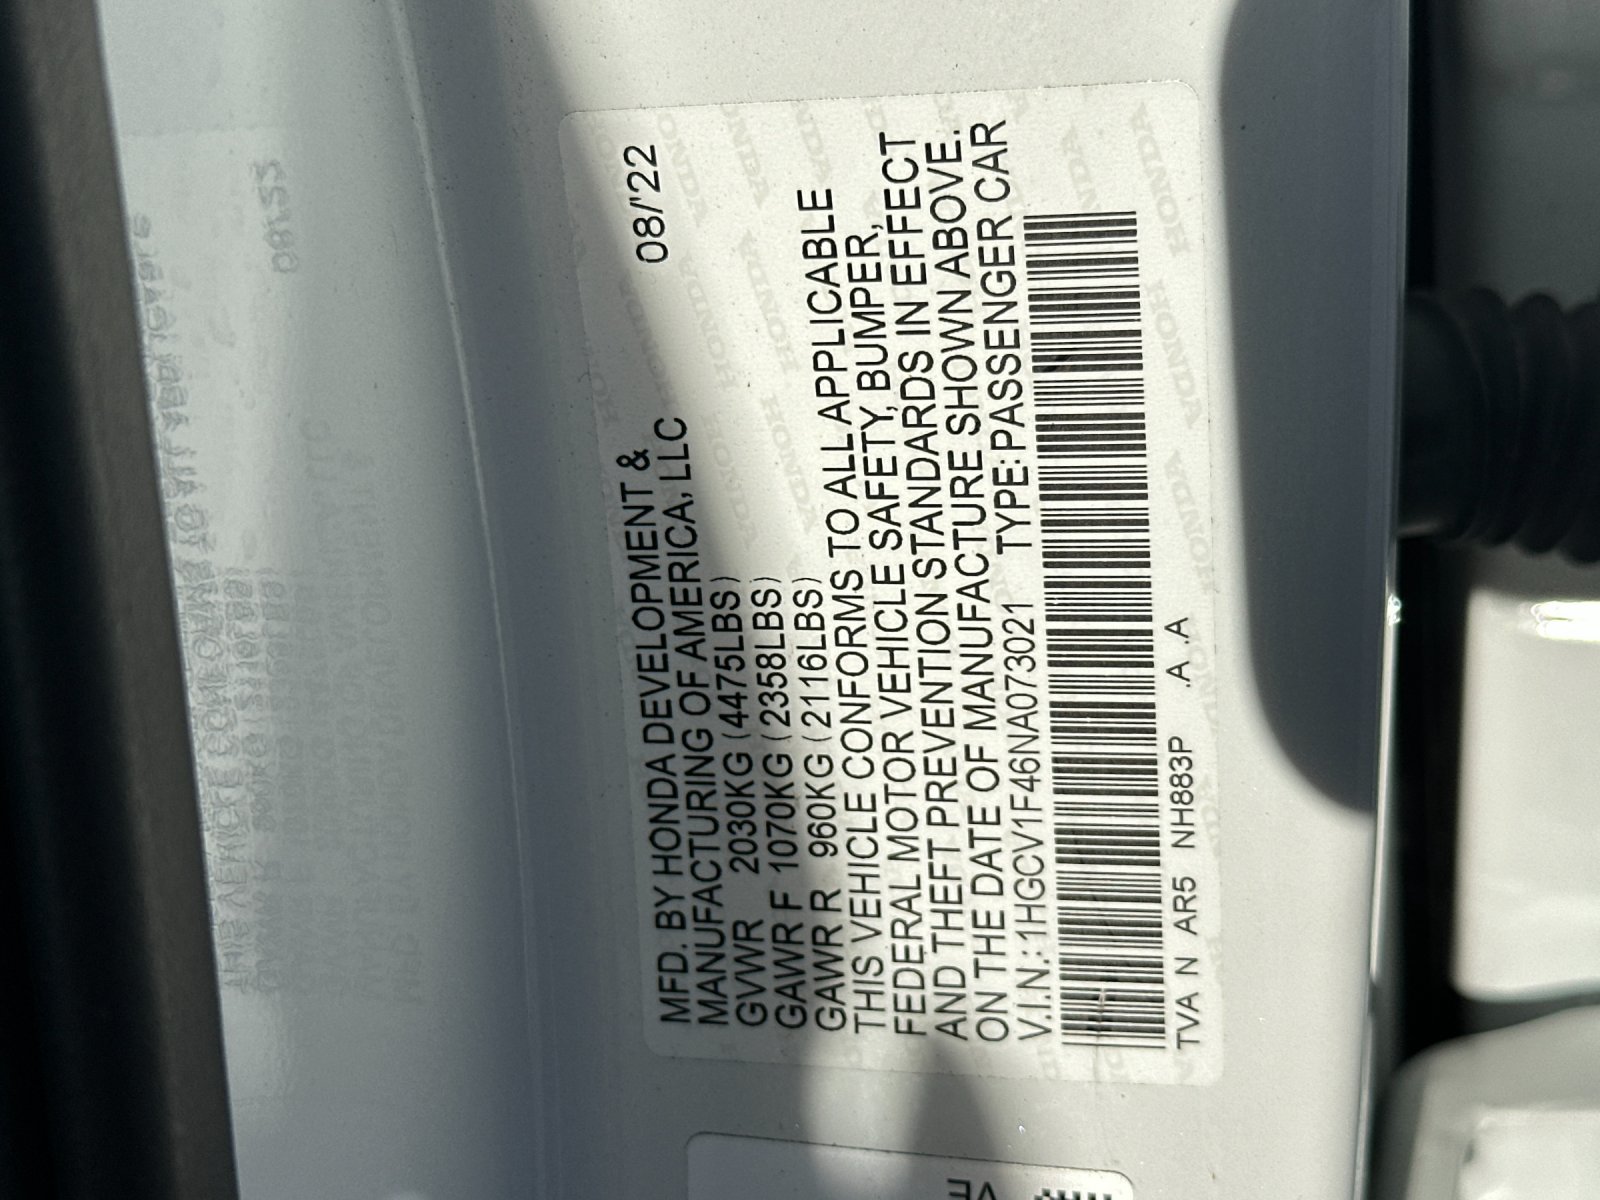 MFD. BY HONDA DEVELOPMENT & 08/'22
MANUFACTURING OF AMERICA, LLC
GVWR 2030KG (4475LBS)
GAWR F 1070KG (2358LBS)
GAWR R 960KG (2116LBS)
THIS VEHICLE CONFORMS TO ALL APPLICABLE
FEDERAL MOTOR VEHICLE SAFETY, BUMPER,
AND THEFT PREVENTION STANDARDS IN EFFECT
ON THE DATE OF MANUFACTURE SHOWN ABOVE.
V.I.N.: 1HGCV1F46NA073021 TYPE: PASSENGER CAR
TVA N AR5 NH883P .A .A